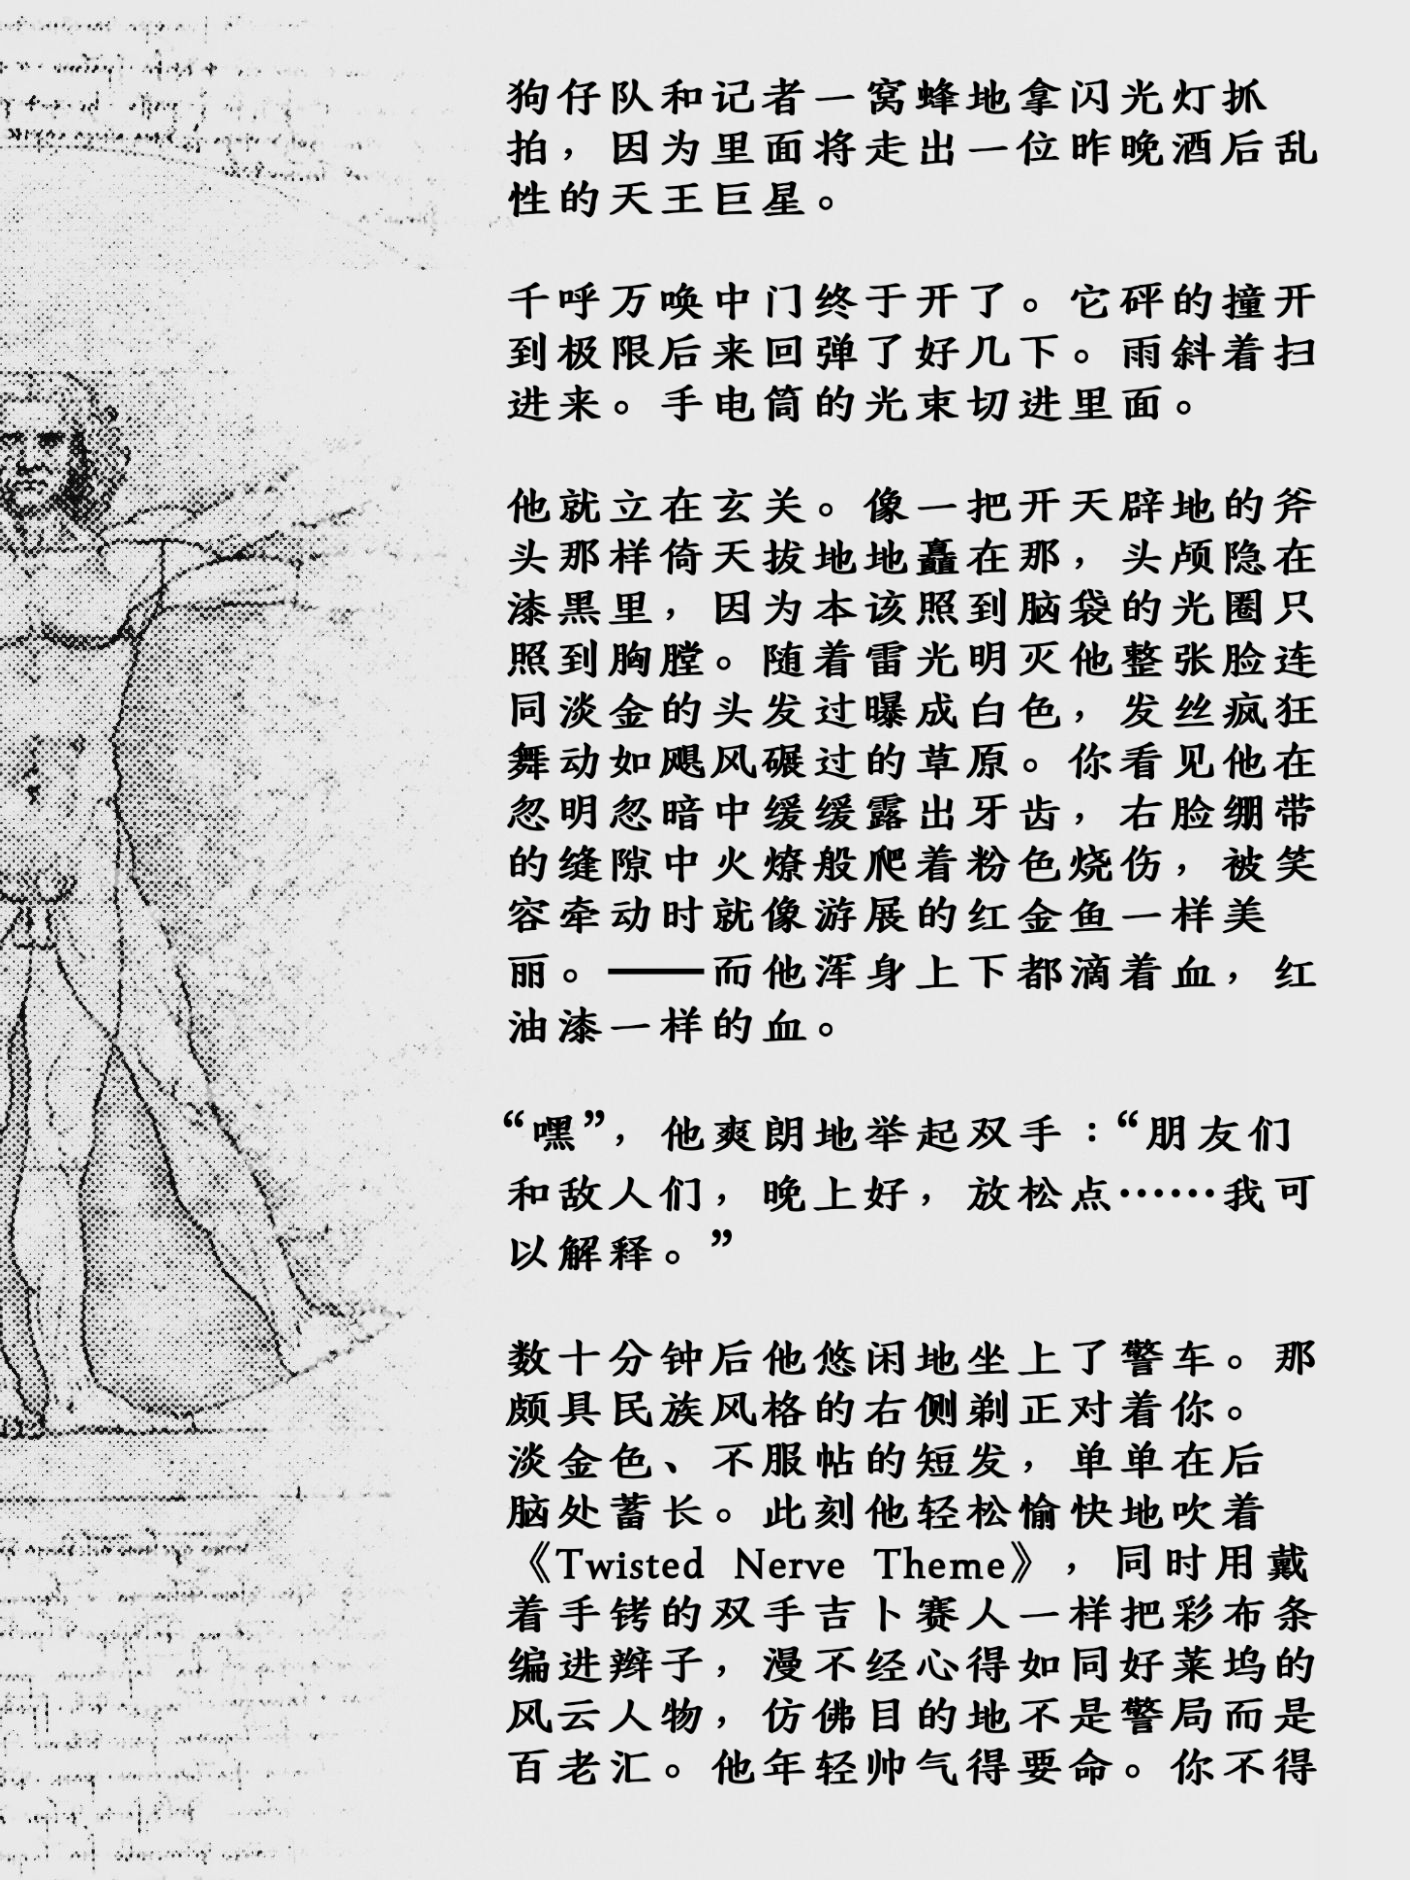 狗仔队和记者一窝蜂地拿闪光灯抓
拍，因为里面将走出一位昨晚酒后乱
性的天王巨星。
千呼万唤中门终于开了。它砰的撞开
到极限后来回弹了好几下。雨斜着扫
进来。手电筒的光束切进里面。
他就立在玄关。像一把开天辟地的斧
头那样倚天拔地地矗在那，头颅隐在
漆黑里，因为本该照到脑袋的光圈只
照到胸膛。随着雷光明灭他整张脸连
同淡金的头发过曝成白色，发丝疯狂
舞动如飓风碾过的草原。你看见他在
忽明忽暗中缓缓露出牙齿，右脸绷带
的缝隙中火燎般爬着粉色烧伤，被笑
容牵动时就像游展的红金鱼一样美
丽。——而他浑身上下都滴着血，红
油漆一样的血。
“嘿”，他爽朗地举起双手：“朋友们
和敌人们，晚上好，放松点……我可
以解释。”
数十分钟后他悠闲地坐上了警车。那
颇具民族风格的右侧剃正对着你。
淡金色、不服帖的短发，单单在后
脑处蓄长。此刻他轻松愉快地吹着
《Twisted Nerve Theme》，同时用戴
着手铐的双手吉卜赛人一样把彩布条
编进辫子，漫不经心得如同好莱坞的
风云人物，仿佛目的地不是警局而是
百老汇。他年轻帅气得要命。你不得